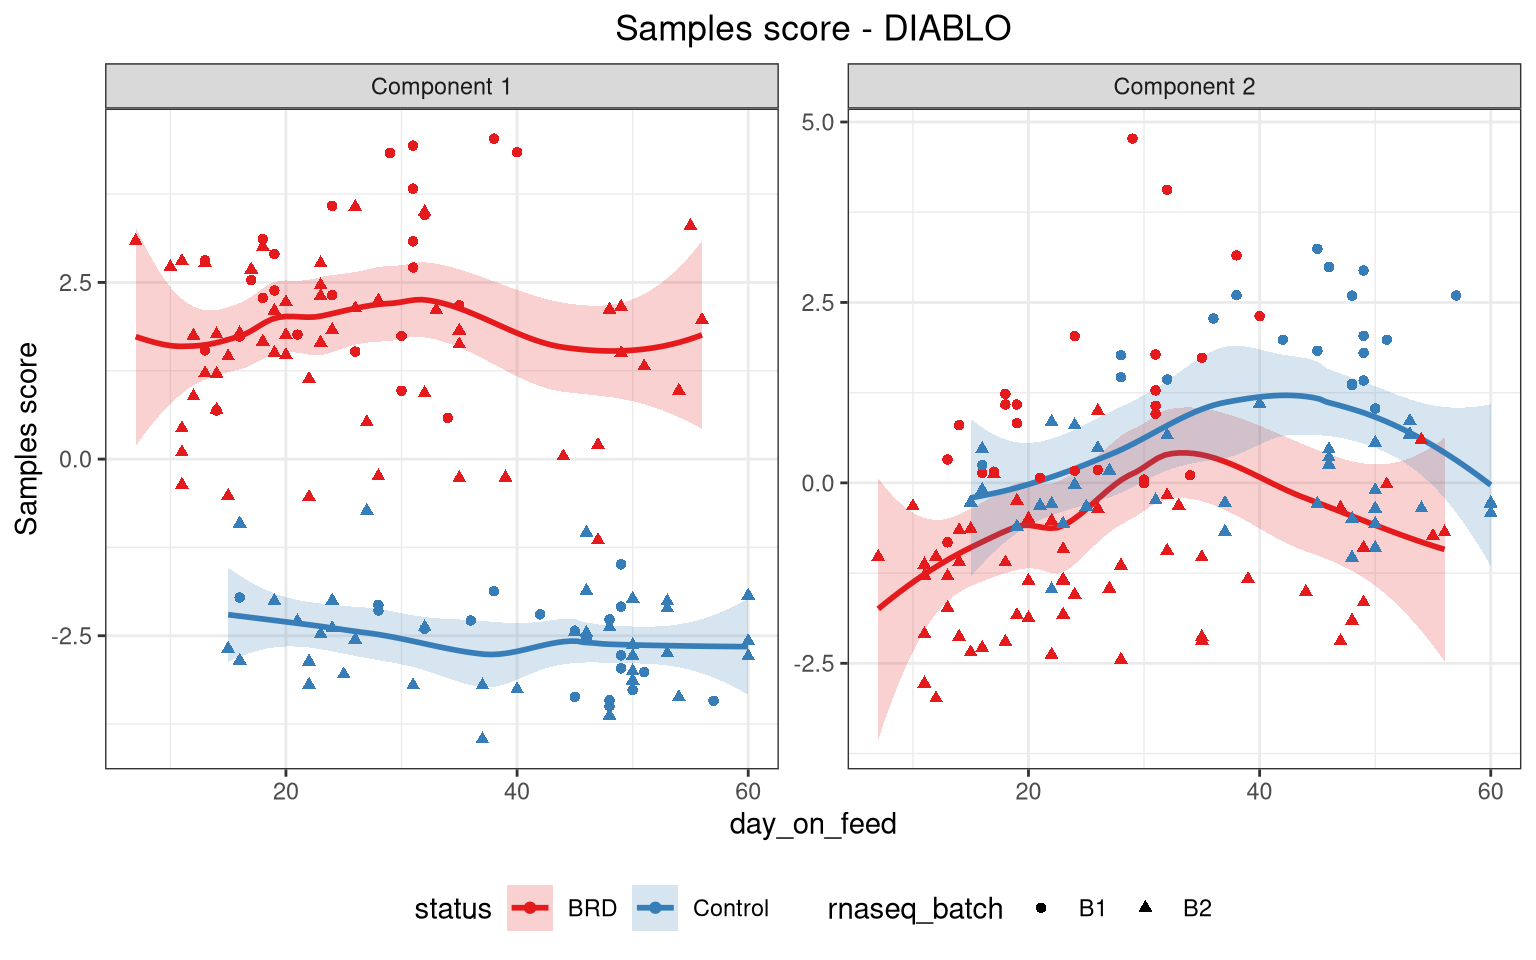 Samples score - DIABLO
Component 1
Component 2
Samples score
2.5
0.0
-2.5
5.0
2.5
0.0
-2.5
20 40 60
20 40 60
day_on_feed
status BRD Control rnaseq_batch B1 B2